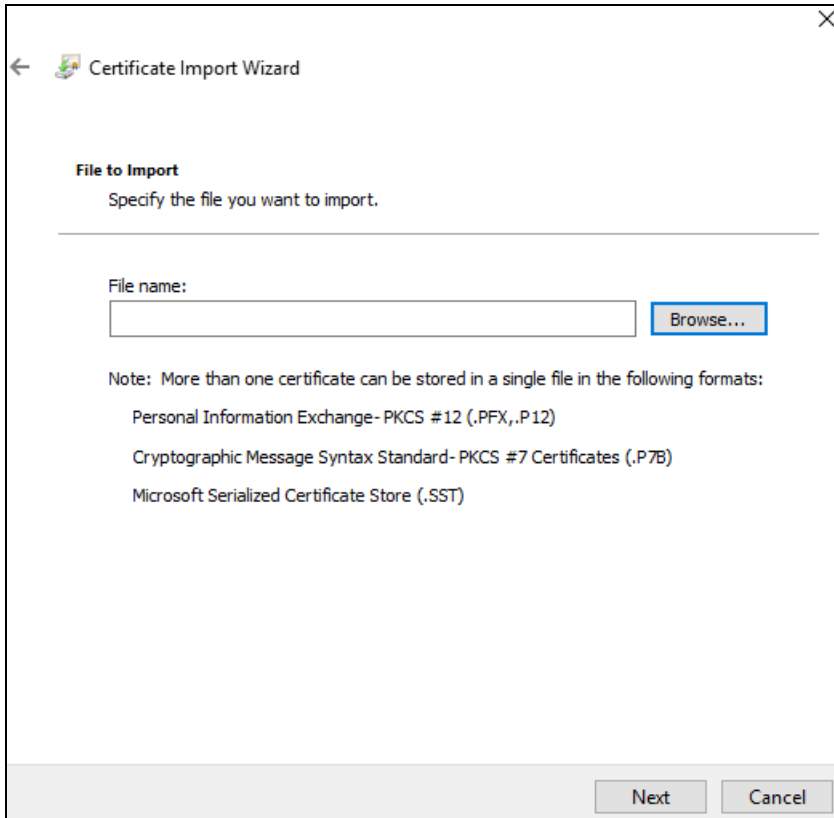 Certificate Import Wizard
File to Import
Specify the file you want to import.
File name:
Browse...
Note:  More than one certificate can be stored in a single file in the following formats:
Personal Information Exchange- PKCS #12 (.PFX,.P12)
Cryptographic Message Syntax Standard- PKCS #7 Certificates (.P7B)
Microsoft Serialized Certificate Store (.SST)
Next Cancel